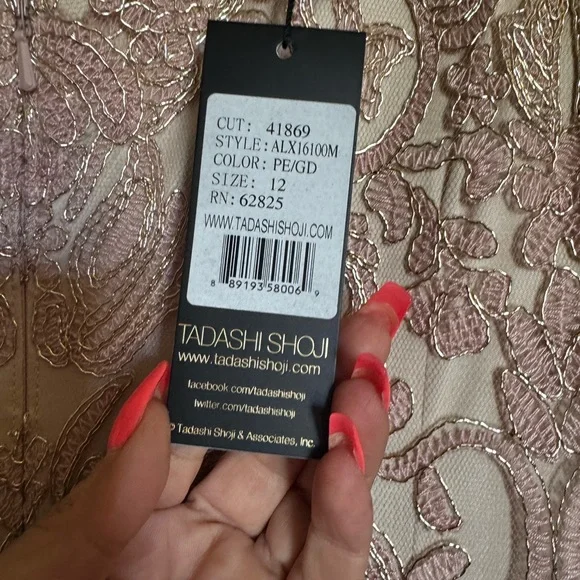 CUT: 41869
STYLE: ALX16100M
COLOR: PE/GD
SIZE: 12
RN: 62825
WWW.TADASHISHOJI.COM
8 89193 58006 9
TADASHI SHOJI
www.tadashishoji.com
facebook.com/tadashishoji
twitter.com/tadashishoji
© Tadashi Shoji & Associates, Inc.